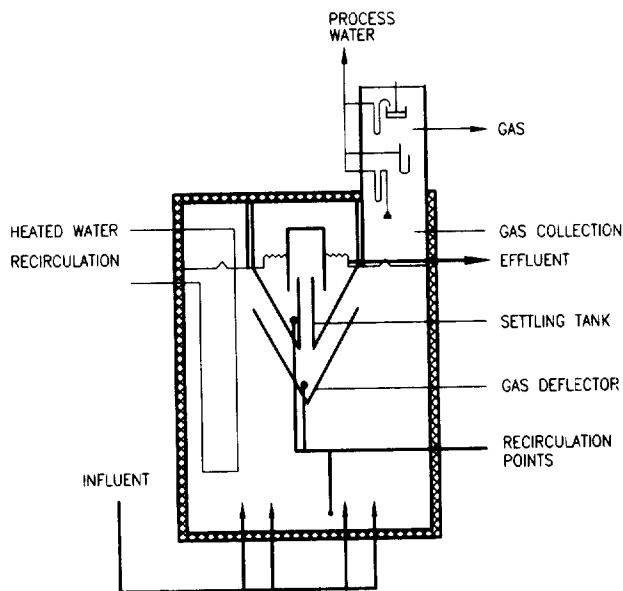 PROCESS
WATER
GAS
HEATED WATER
GAS COLLECTION
RECIRCULATION
EFFLUENT
SETTLING TANK
GAS DEFLECTOR
RECIRCULATION
POINTS
INFLUENT